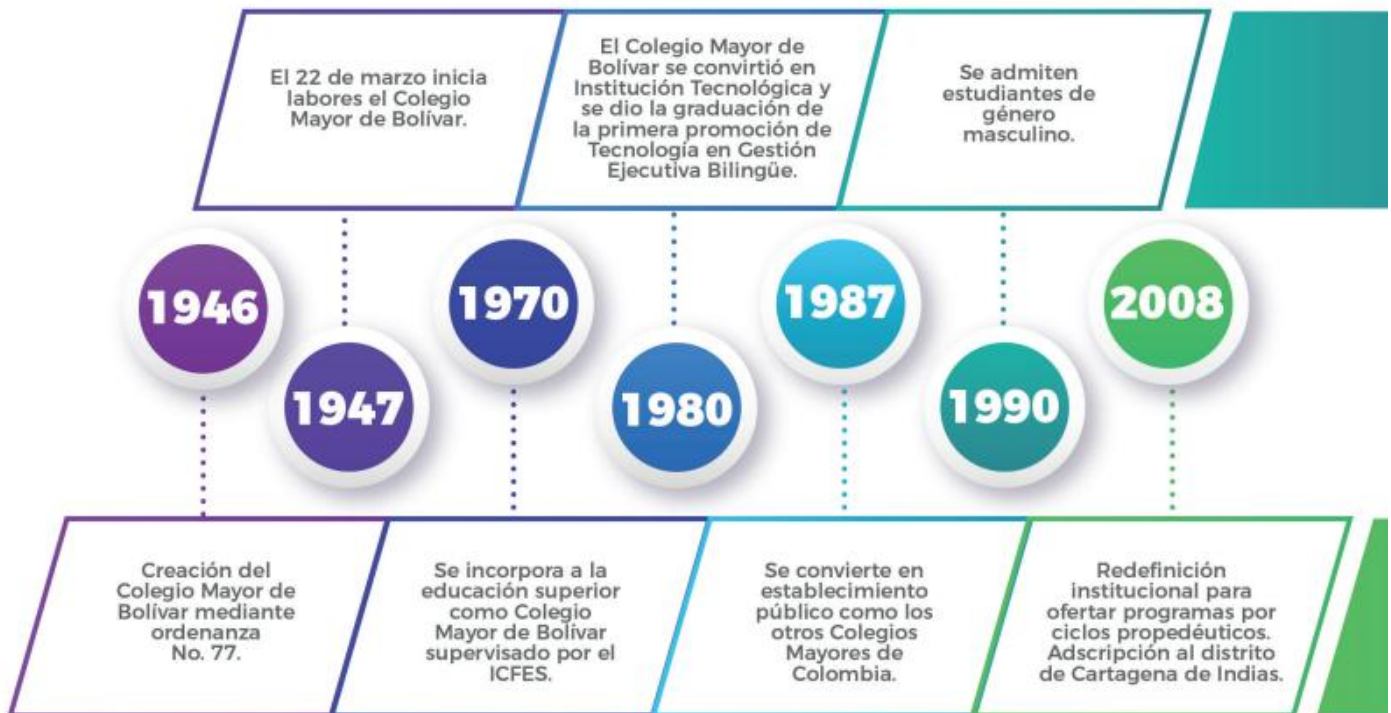 El 22 de marzo inicia
labores el Colegio
Mayor de Bolívar.
El Colegio Mayor de
Bolívar se convirtió en
Institución Tecnológica y
se dio la graduación de
la primera promoción de
Tecnología en Gestión
Ejecutiva Bilingüe.
Se admiten
estudiantes de
género
masculino.
1946
1947
1970
1980
1987
1990
2008
Creación del
Colegio Mayor de
Bolívar mediante
ordenanza
No. 77.
Se incorpora a la
educación superior
como Colegio
Mayor de Bolívar
supervisado por el
ICFES.
Se convierte en
establecimiento
público como los
otros Colegios
Mayores de
Colombia.
Redefinición
institucional para
ofertar programas por
ciclos propedéuticos.
Adscripción al distrito
de Cartagena de Indias.